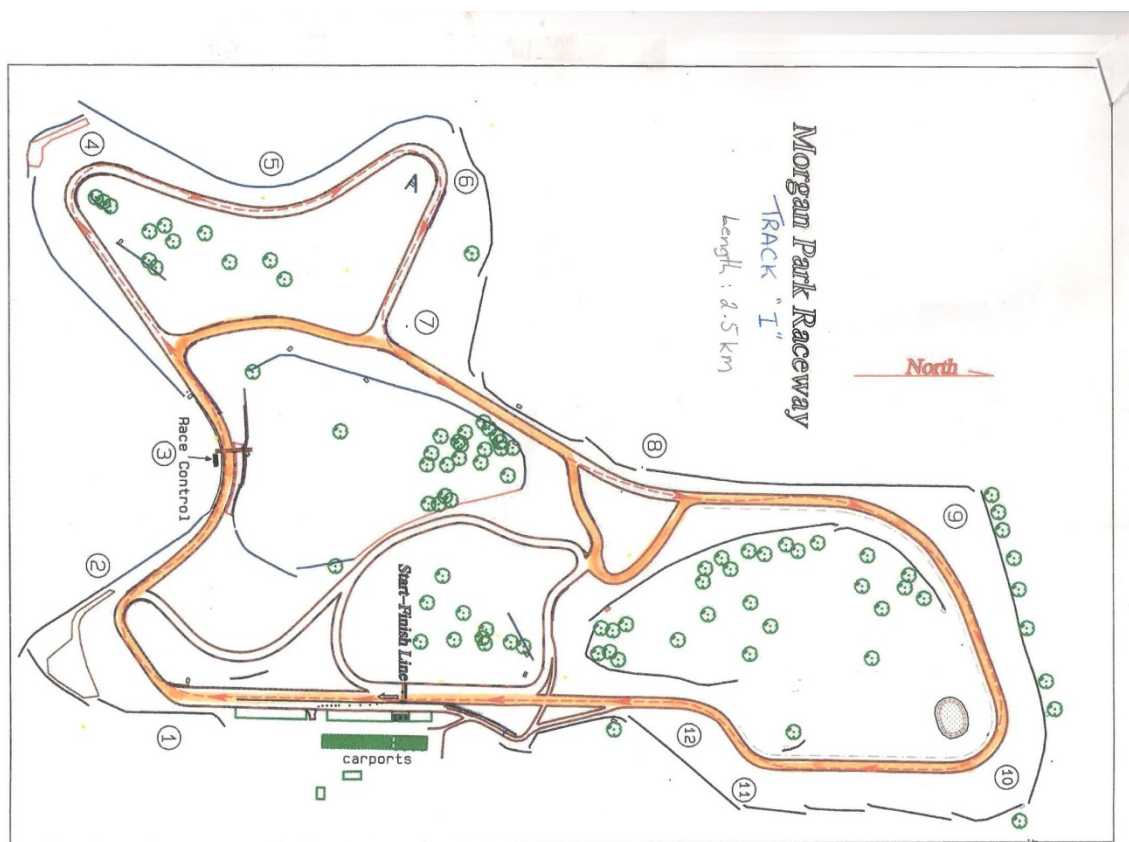 Morgan Park Raceway
TRACK "I"
Length : 2.5 km
North
4
5
6
7
8
9
3
Race Control
2
Start-Finish Line
1
carports
12
11
10